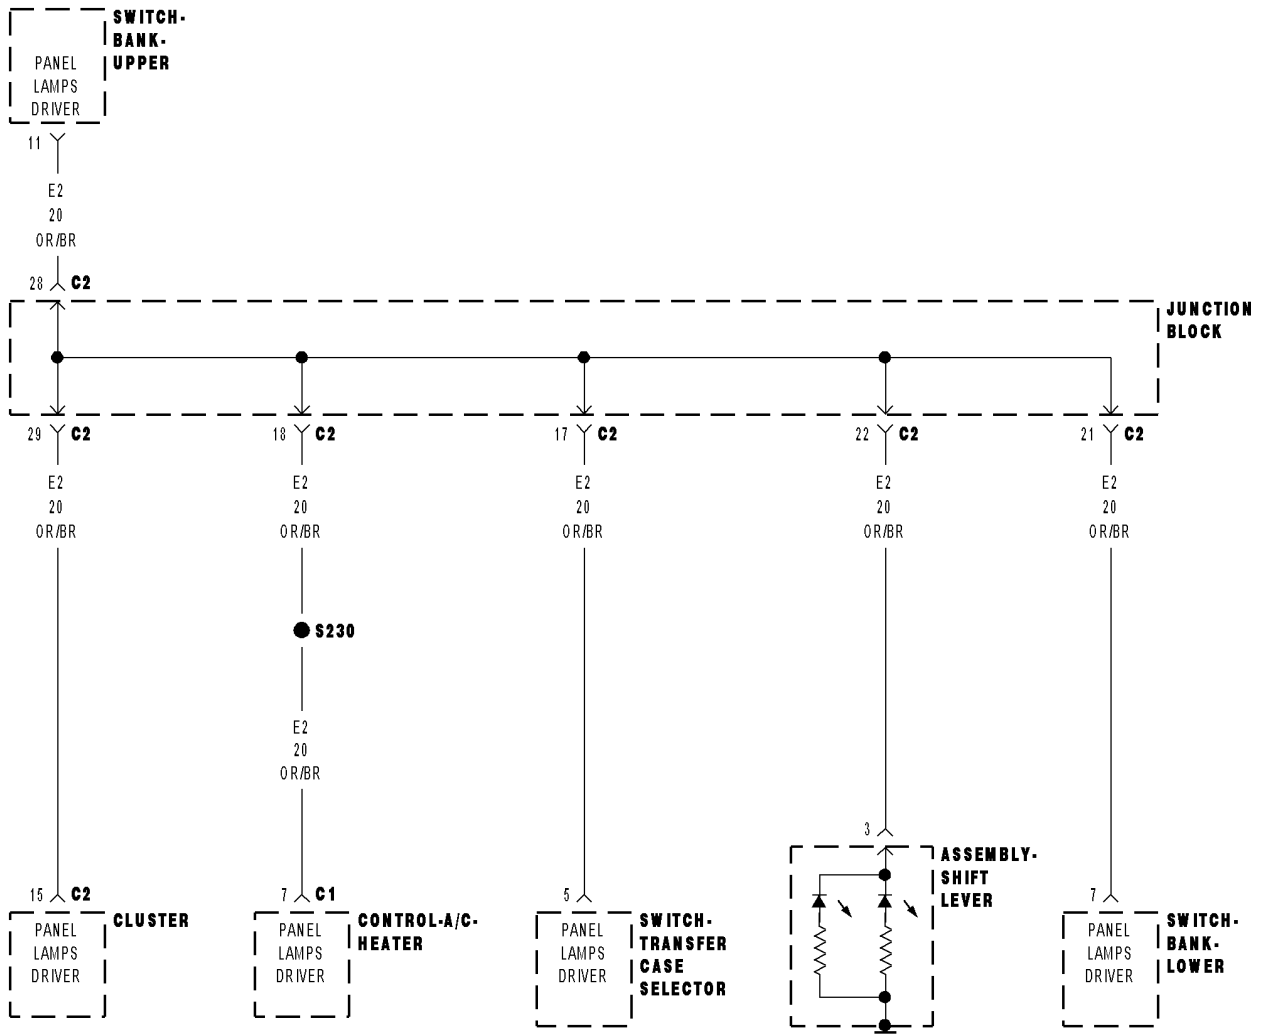 SWITCH-
BANK-
UPPER
PANEL
LAMPS
DRIVER
11
E2
20
OR/BR
28 C2
JUNCTION
BLOCK
29 C2
18 C2
17 C2
22 C2
21 C2
E2
20
OR/BR
E2
20
OR/BR
E2
20
OR/BR
E2
20
OR/BR
E2
20
OR/BR
S230
E2
20
OR/BR
3
ASSEMBLY-
SHIFT
LEVER
15 C2
7 C1
5
7
CLUSTER
PANEL
LAMPS
DRIVER
CONTROL-A/C-
HEATER
PANEL
LAMPS
DRIVER
SWITCH-
TRANSFER
CASE
SELECTOR
PANEL
LAMPS
DRIVER
SWITCH-
BANK-
LOWER
PANEL
LAMPS
DRIVER